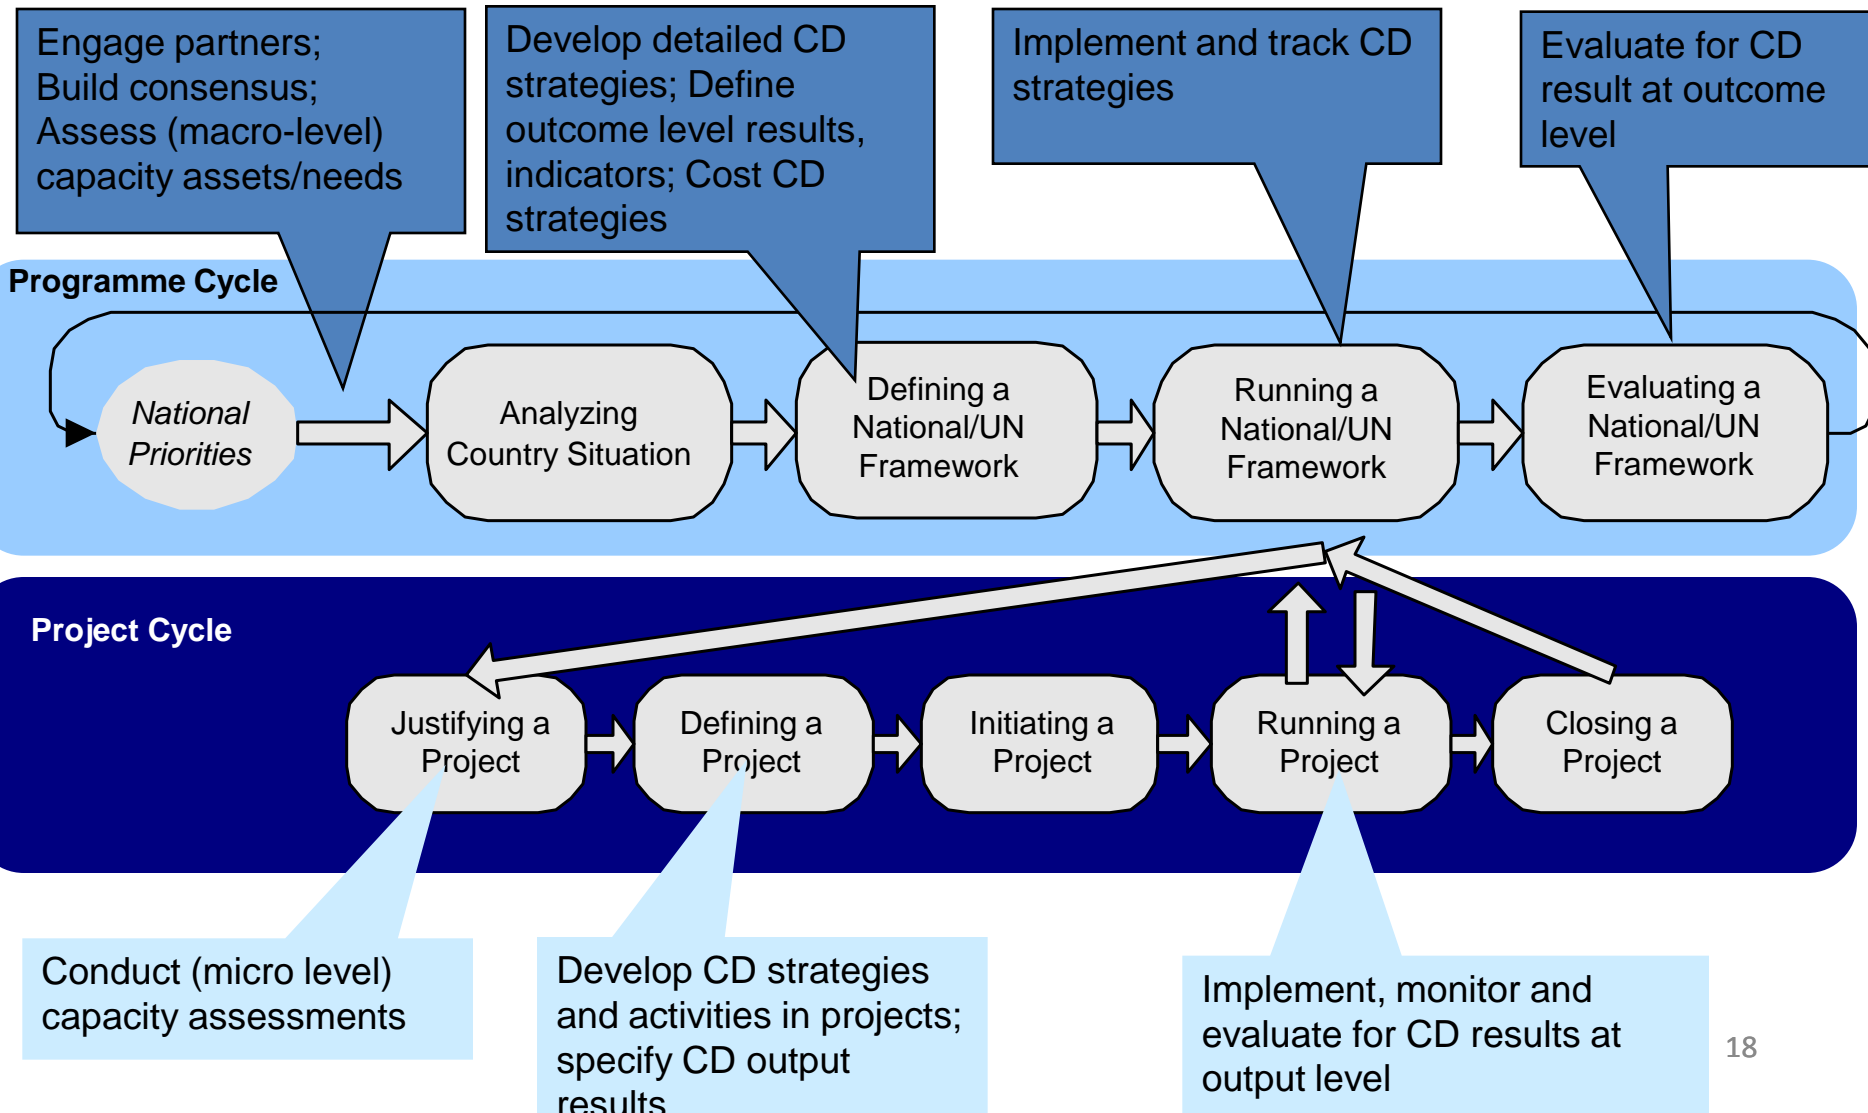 Engage partners;
Build consensus;
Assess (macro-level)
capacity assets/needs
Develop detailed CD
strategies; Define
outcome level results,
indicators; Cost CD
strategies
Implement and track CD
strategies
Evaluate for CD
result at outcome
level
Programme Cycle
National
Priorities
Analyzing
Country Situation
Defining a
National/UN
Framework
Running a
National/UN
Framework
Evaluating a
National/UN
Framework
Project Cycle
Justifying a
Project
Defining a
Project
Initiating a
Project
Running a
Project
Closing a
Project
Conduct (micro level)
capacity assessments
Develop CD strategies
and activities in projects;
specify CD output
results
Implement, monitor and
evaluate for CD results at
output level
18